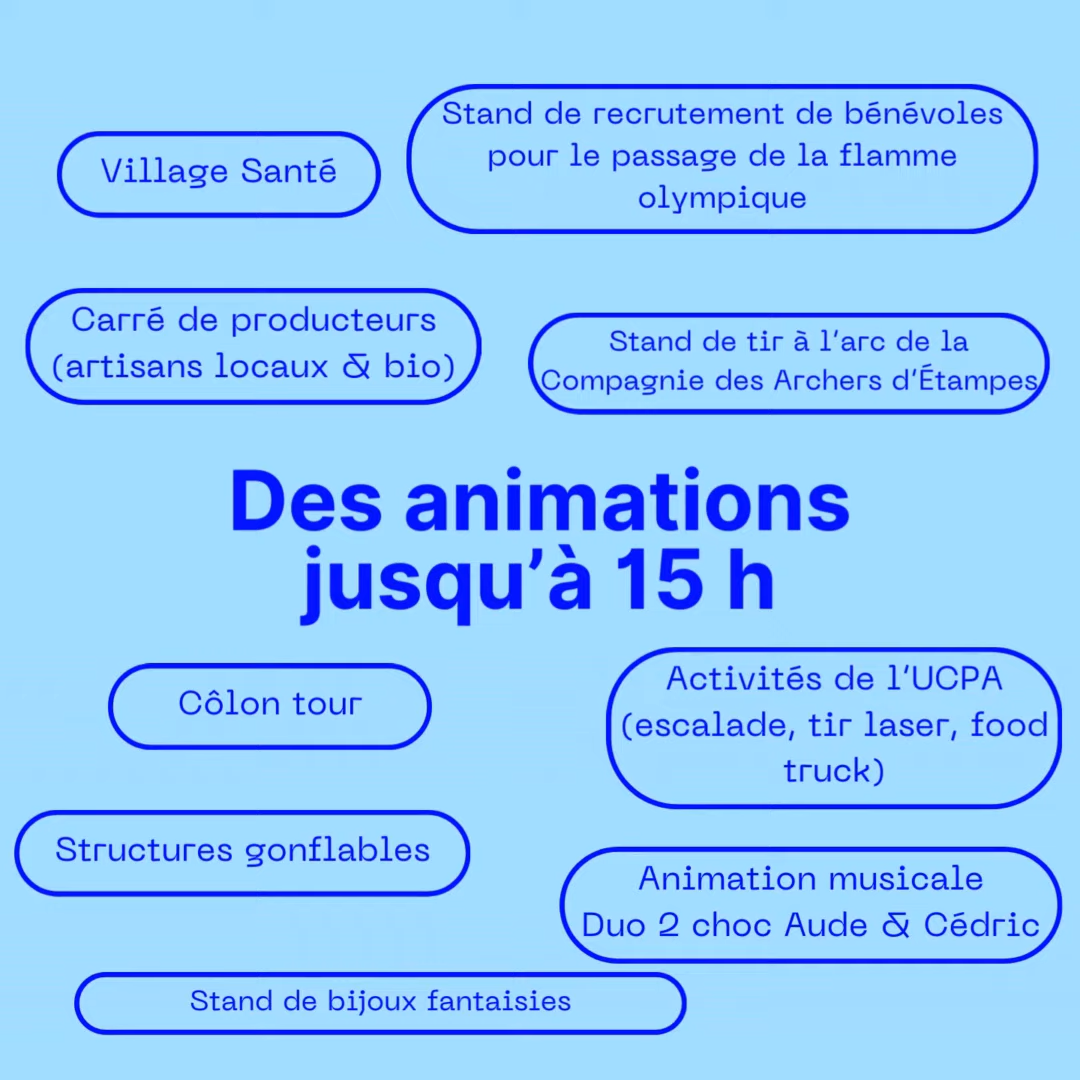 Village Santé
Stand de recrutement de bénévoles
pour le passage de la flamme
olympique
Carré de producteurs
(artisans locaux & bio)
Stand de tir à l'arc de la
Compagnie des Archers d'Étampes
Des animations
jusqu'à 15 h
Côlon tour
Activités de l'UCPA
(escalade, tir laser, food
truck)
Structures gonflables
Animation musicale
Duo 2 choc Aude & Cédric
Stand de bijoux fantaisies